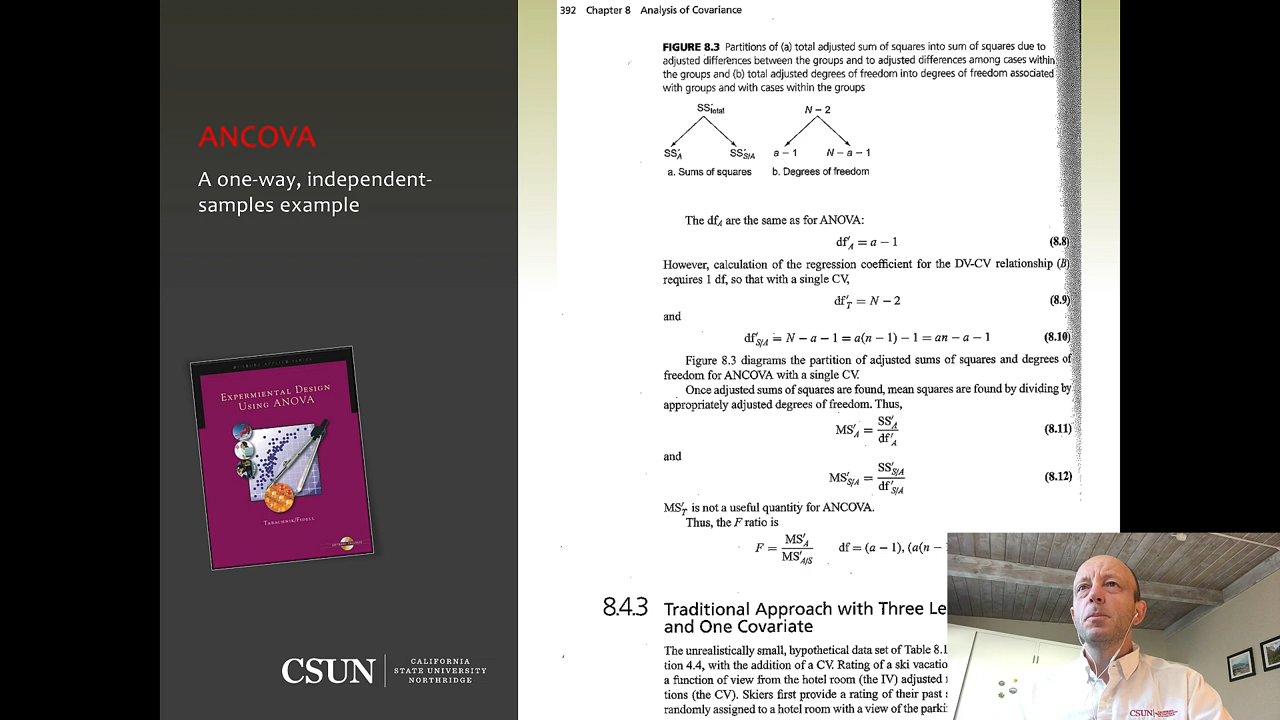 ANCOVA
A one-way, independent-
samples example
EXPERMIENTAL DESIGN
USING ANOVA
TABACHNICK/FIDELL
CSUN
CALIFORNIA
STATE UNIVERSITY
NORTHRIDGE
392 Chapter 8 Analysis of Covariance
FIGURE 8.3 Partitions of (a) total adjusted sum of squares into sum of squares due to
adjusted differences between the groups and to adjusted differences among cases within
the groups and (b) total adjusted degrees of freedom into degrees of freedom associated
with groups and with cases within the groups
SS'total N − 2
SS'A SS'S/A a − 1 N − a − 1
a. Sums of squares b. Degrees of freedom
The dfA are the same as for ANOVA:
df'A = a − 1 (8.8)
However, calculation of the regression coefficient for the DV-CV relationship (B)
requires 1 df, so that with a single CV,
df'T = N − 2 (8.9)
and
df'S/A = N − a − 1 = a(n − 1) − 1 = an − a − 1 (8.10)
Figure 8.3 diagrams the partition of adjusted sums of squares and degrees of
freedom for ANCOVA with a single CV.
Once adjusted sums of squares are found, mean squares are found by dividing by
appropriately adjusted degrees of freedom. Thus,
MS'A = SS'A / df'A (8.11)
and
MS'S/A = SS'S/A / df'S/A (8.12)
MS'T is not a useful quantity for ANCOVA.
Thus, the F ratio is
F = MS'A / MS'A/S df = (a − 1), (a(n −
8.4.3 Traditional Approach with Three Le
and One Covariate
The unrealistically small, hypothetical data set of Table 8.1
tion 4.4, with the addition of a CV. Rating of a ski vacatio
a function of view from the hotel room (the IV) adjusted
tions (the CV). Skiers first provide a rating of their past
randomly assigned to a hotel room with a view of the parki
CSUN